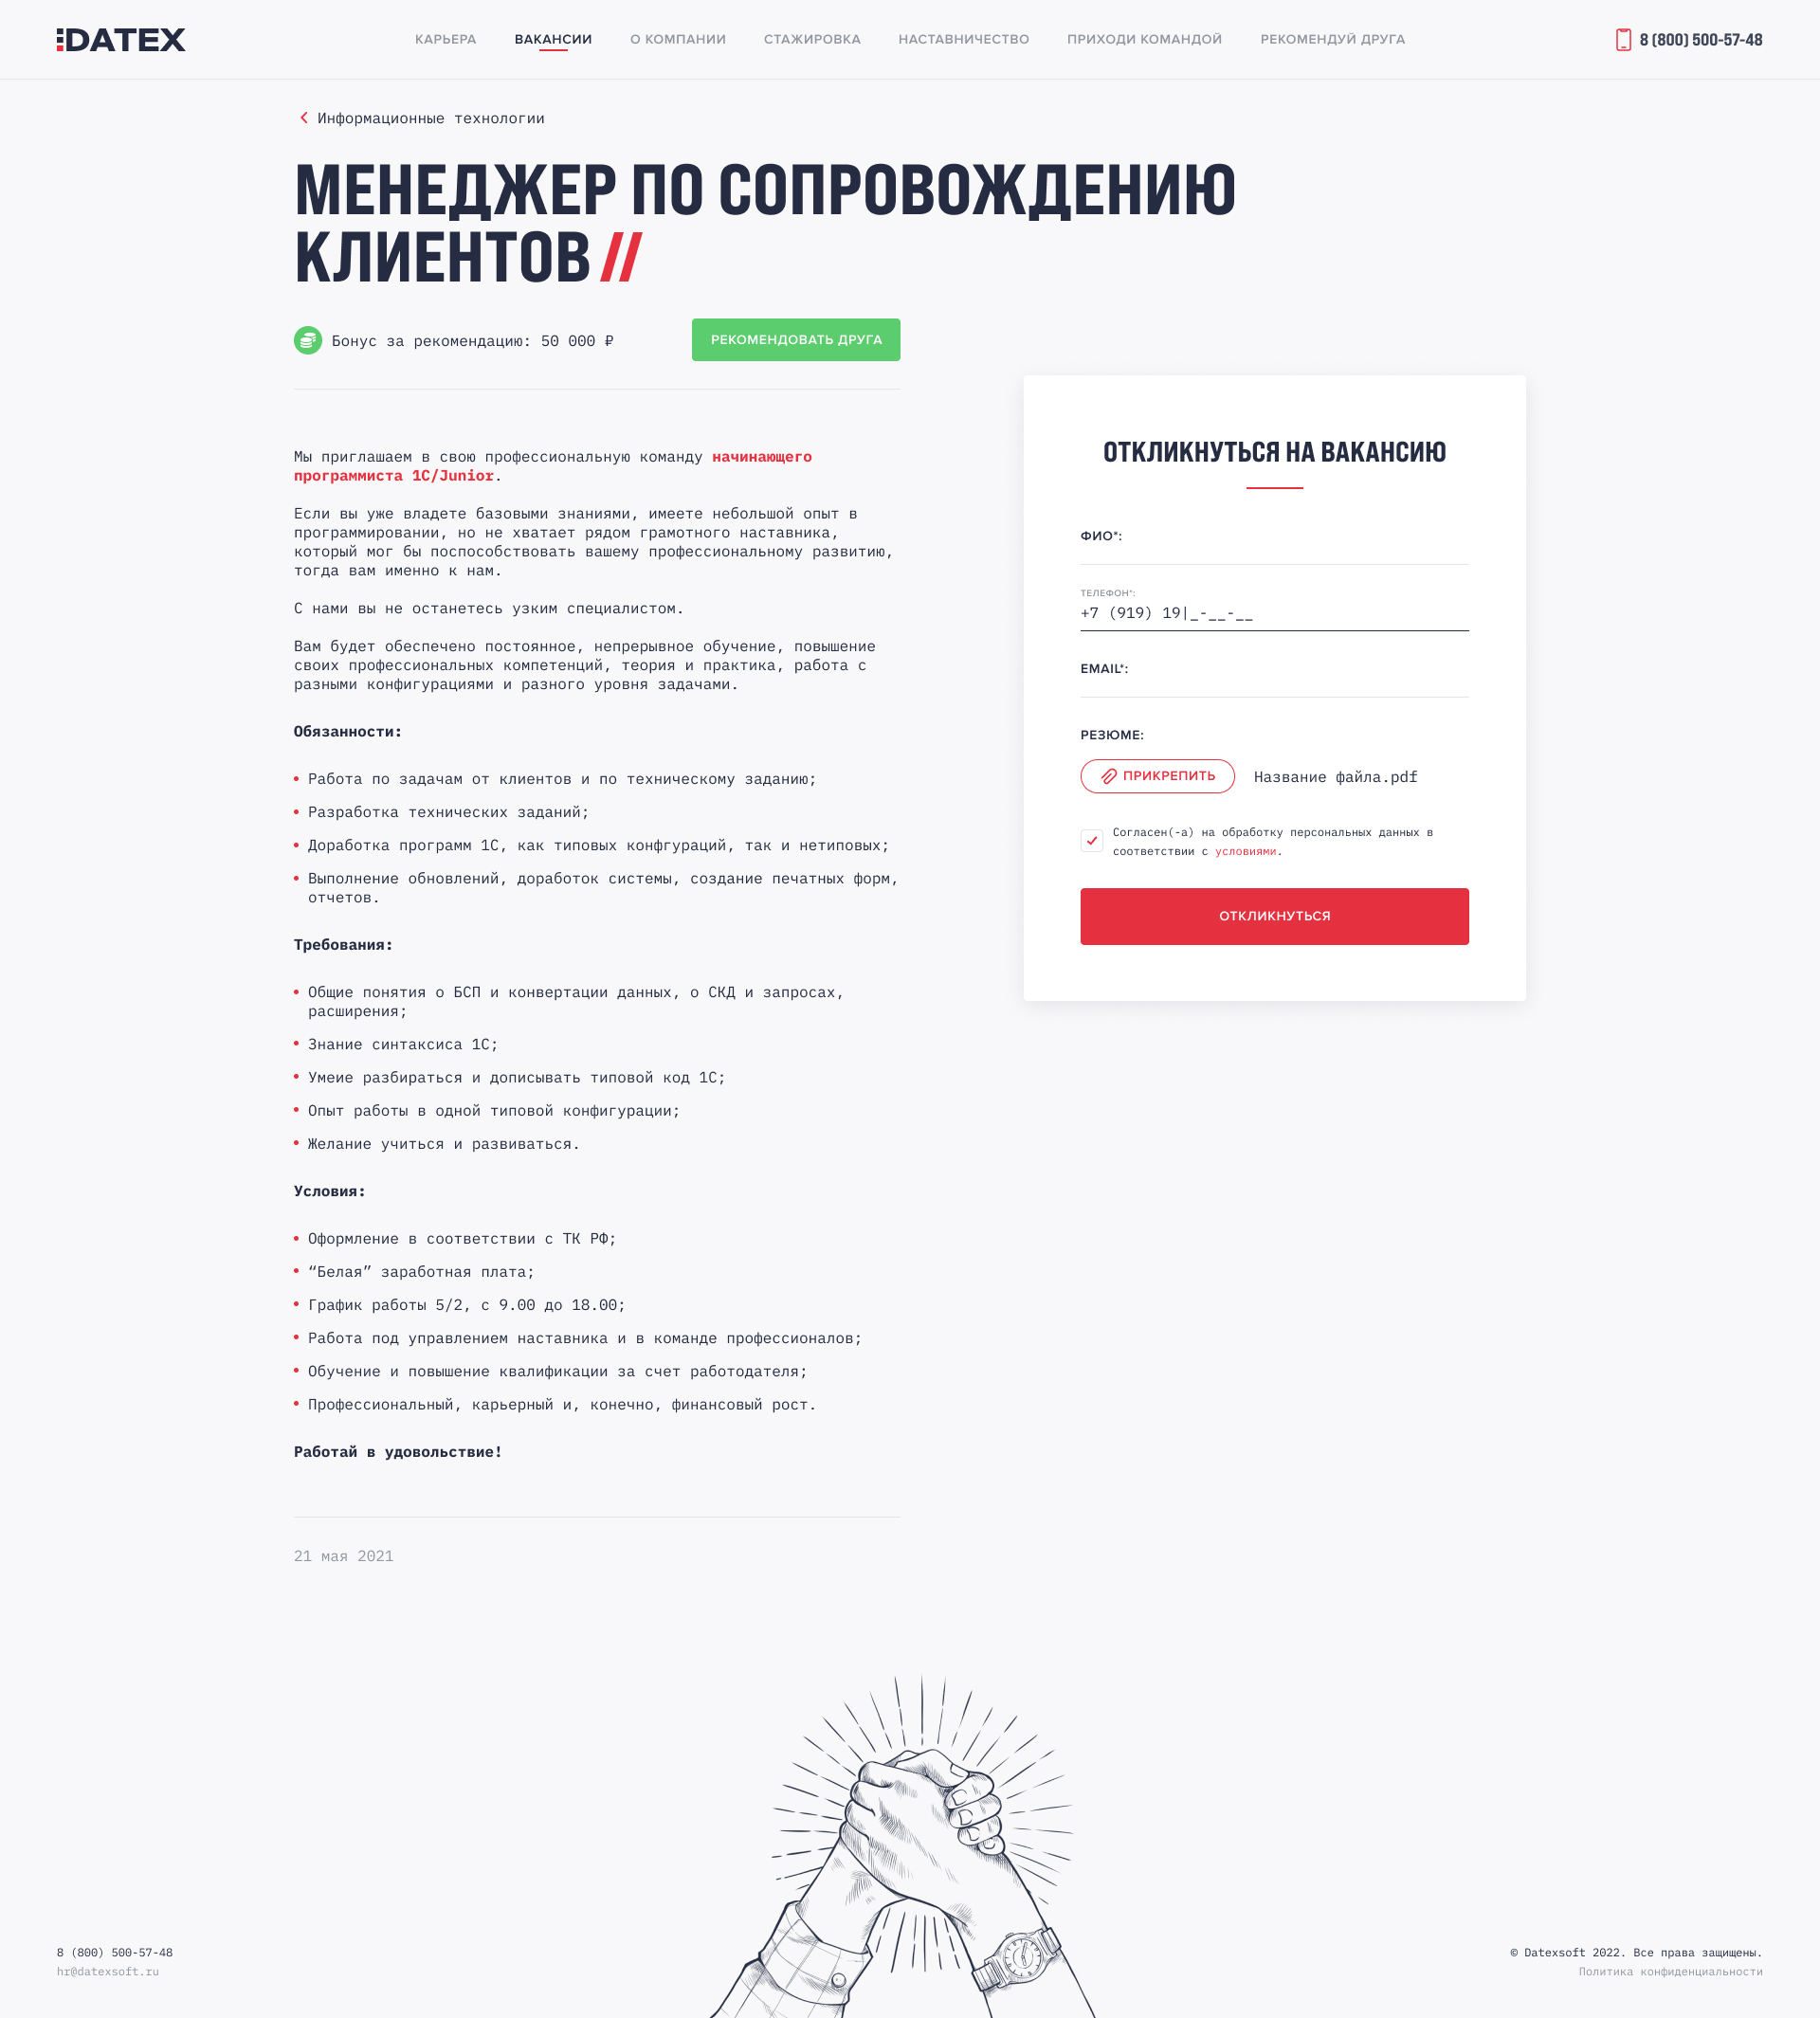 DATEX
КАРЬЕРА
ВАКАНСИИ
О КОМПАНИИ
СТАЖИРОВКА
НАСТАВНИЧЕСТВО
ПРИХОДИ КОМАНДОЙ
РЕКОМЕНДУЙ ДРУГА
8 (800) 500-57-48
Информационные технологии
МЕНЕДЖЕР ПО СОПРОВОЖДЕНИЮ
КЛИЕНТОВ //
Бонус за рекомендацию: 50 000 ₽
РЕКОМЕНДОВАТЬ ДРУГА
Мы приглашаем в свою профессиональную команду начинающего
программиста 1С/Junior.
Если вы уже владете базовыми знаниями, имеете небольшой опыт в
программировании, но не хватает рядом грамотного наставника,
который мог бы поспособствовать вашему профессиональному развитию,
тогда вам именно к нам.
С нами вы не останетесь узким специалистом.
Вам будет обеспечено постоянное, непрерывное обучение, повышение
своих профессиональных компетенций, теория и практика, работа с
разными конфигурациями и разного уровня задачами.
Обязанности:
Работа по задачам от клиентов и по техническому заданию;
Разработка технических заданий;
Доработка программ 1С, как типовых конфгураций, так и нетиповых;
Выполнение обновлений, доработок системы, создание печатных форм,
отчетов.
Требования:
Общие понятия о БСП и конвертации данных, о СКД и запросах,
расширения;
Знание синтаксиса 1С;
Умеие разбираться и дописывать типовой код 1С;
Опыт работы в одной типовой конфигурации;
Желание учиться и развиваться.
Условия:
Оформление в соответствии с ТК РФ;
“Белая” заработная плата;
График работы 5/2, с 9.00 до 18.00;
Работа под управлением наставника и в команде профессионалов;
Обучение и повышение квалификации за счет работодателя;
Профессиональный, карьерный и, конечно, финансовый рост.
Работай в удовольствие!
21 мая 2021
ОТКЛИКНУТЬСЯ НА ВАКАНСИЮ
ФИО*:
ТЕЛЕФОН*:
+7 (919) 19|_-__-__
EMAIL*:
РЕЗЮМЕ:
ПРИКРЕПИТЬ
Название файла.pdf
Согласен(-а) на обработку персональных данных в
соответствии с условиями.
ОТКЛИКНУТЬСЯ
8 (800) 500-57-48
hr@datexsoft.ru
© Datexsoft 2022. Все права защищены.
Политика конфиденциальности